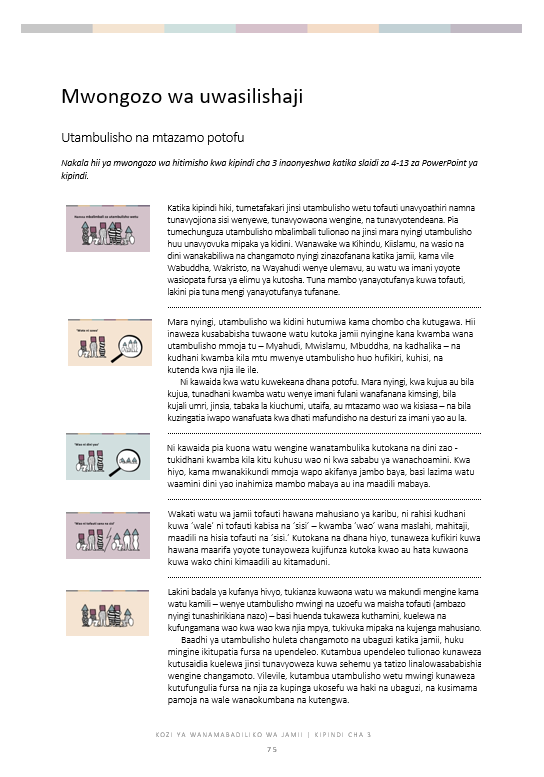 Mwongozo wa uwasilishaji
Utambulisho na mtazamo potofu
Nakala hii ya mwongozo wa hitimisho kwa kipindi cha 3 inaonyeshwa katika slaidi za 4-13 za PowerPoint ya
kipindi.
Namna mbalimbali za utambulisho wetu
Katika kipindi hiki, tumetafakari jinsi utambulisho wetu tofauti unavyoathiri namna
tunavyojiona sisi wenyewe, tunavyowaona wengine, na tunavyotendeana. Pia
tumechunguza utambulisho mbalimbali tulionao na jinsi mara nyingi utambulisho
huu unavyovuka mipaka ya kidini. Wanawake wa Kihindu, Kiislamu, na wasio na
dini wanakabiliwa na changamoto nyingi zinazofanana katika jamii, kama vile
Wabuddha, Wakristo, na Wayahudi wenye ulemavu, au watu wa imani yoyote
wasiopata fursa ya elimu ya kutosha. Tuna mambo yanayotufanya kuwa tofauti,
lakini pia tuna mengi yanayotufanya tufanane.
'Wote ni sawa'
Mara nyingi, utambulisho wa kidini hutumiwa kama chombo cha kutugawa. Hii
inaweza kusababisha tuwaone watu kutoka jamii nyingine kana kwamba wana
utambulisho mmoja tu – Myahudi, Mwislamu, Mbuddha, na kadhalika – na
kudhani kwamba kila mtu mwenye utambulisho huo hufikiri, kuhisi, na
kutenda kwa njia ile ile.
Ni kawaida kwa watu kuwekeana dhana potofu. Mara nyingi, kwa kujua au bila
kujua, tunadhani kwamba watu wenye imani fulani wanafanana kimsingi, bila
kujali umri, jinsia, tabaka la kiuchumi, utaifa, au mtazamo wao wa kisiasa – na bila
kuzingatia iwapo wanafuata kwa dhati mafundisho na desturi za imani yao au la.
'Wao ni dini yao'
Ni kawaida pia kuona watu wengine wanatambulika kutokana na dini zao -
tukidhani kwamba kila kitu kuhusu wao ni kwa sababu ya wanachoamini. Kwa
hiyo, kama mwanakikundi mmoja wapo akifanya jambo baya, basi lazima watu
waamini dini yao inahimiza mambo mabaya au ina maadili mabaya.
'Wao ni tofauti sana na sisi'
Wakati watu wa jamii tofauti hawana mahusiano ya karibu, ni rahisi kudhani
kuwa 'wale' ni tofauti kabisa na 'sisi' – kwamba 'wao' wana maslahi, mahitaji,
maadili na hisia tofauti na 'sisi.' Kutokana na dhana hiyo, tunaweza kufikiri kuwa
hawana maarifa yoyote tunayoweza kujifunza kutoka kwao au hata kuwaona
kuwa wako chini kimaadili au kitamaduni.
Lakini badala ya kufanya hivyo, tukianza kuwaona watu wa makundi mengine kama
watu kamili – wenye utambulisho mwingi na uzoefu wa maisha tofauti (ambazo
nyingi tunashirikiana nazo) – basi huenda tukaweza kuthamini, kuelewa na
kufungamana wao kwa wao kwa njia mpya, tukivuka mipaka na kujenga mahusiano.
Baadhi ya utambulisho huleta changamoto na ubaguzi katika jamii, huku
mingine ikitupatia fursa na upendeleo. Kutambua upendeleo tulionao kunaweza
kutusaidia kuelewa jinsi tunavyoweza kuwa sehemu ya tatizo linalowasababishia
wengine changamoto. Vilevile, kutambua utambulisho wetu mwingi kunaweza
kutufungulia fursa na njia za kupinga ukosefu wa haki na ubaguzi, na kusimama
pamoja na wale wanaokumbana na kutengwa.
KOZI YA WANAMABADILIKO WA JAMII | KIPINDI CHA 3
75